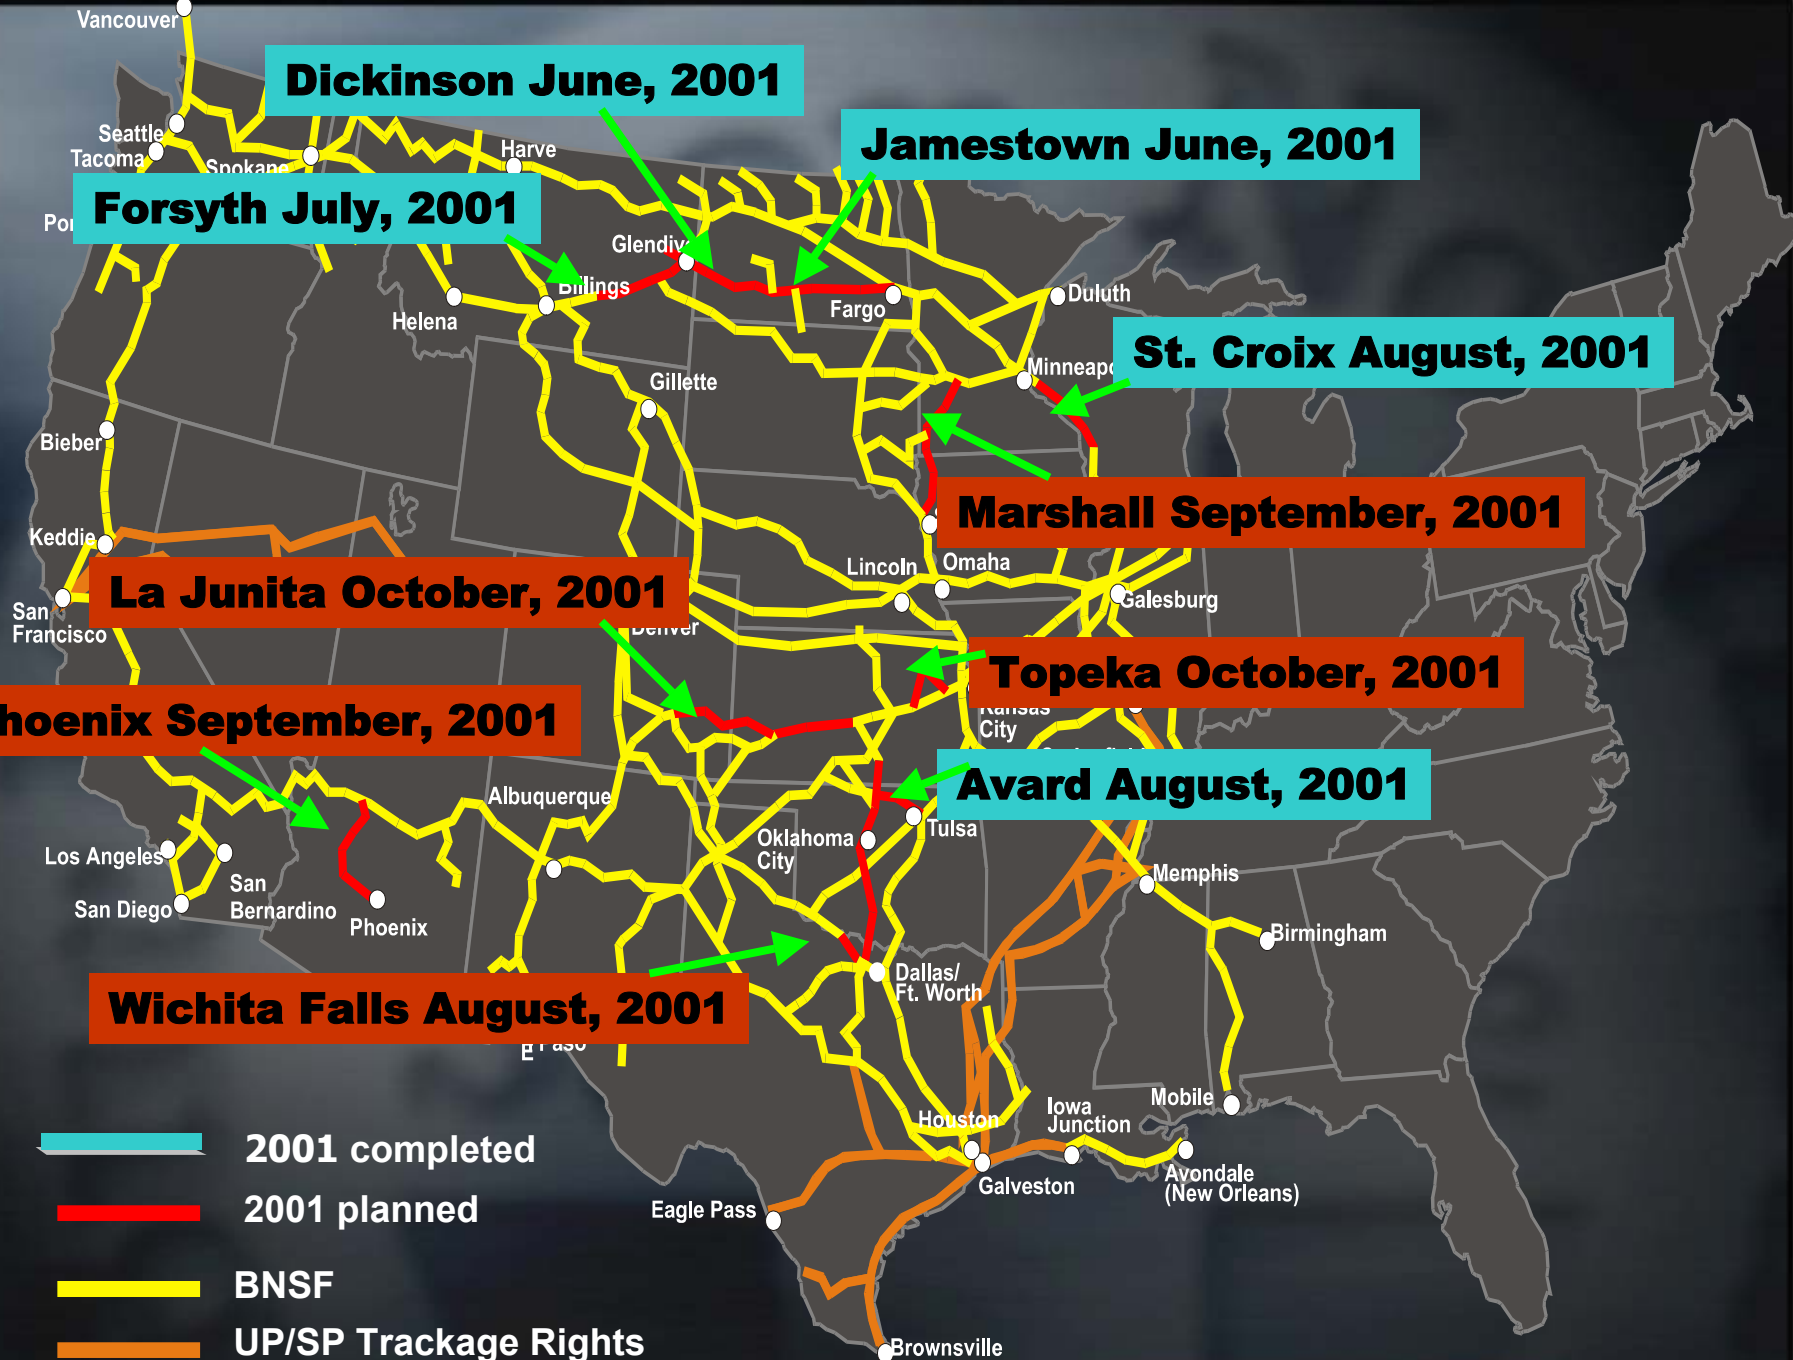 Vancouver
Dickinson June, 2001
Jamestown June, 2001
Seattle
Tacoma
Spokane
Harve
Forsyth July, 2001
Glendive
Billings
Helena
Fargo
Duluth
St. Croix August, 2001
Minneap
Gillette
Bieber
Marshall September, 2001
Keddie
Lincoln
Omaha
La Junita October, 2001
Galesburg
San
Francisco
Denver
Topeka October, 2001
Kansas
City
hoenix September, 2001
Avard August, 2001
Albuquerque
Oklahoma
City
Tulsa
Los Angeles
San
Bernardino
San Diego
Phoenix
Memphis
Birmingham
Dallas/
Ft. Worth
Wichita Falls August, 2001
Paso
Houston
Iowa
Junction
Mobile
Galveston
Avondale
(New Orleans)
Eagle Pass
Brownsville
2001 completed
2001 planned
BNSF
UP/SP Trackage Rights